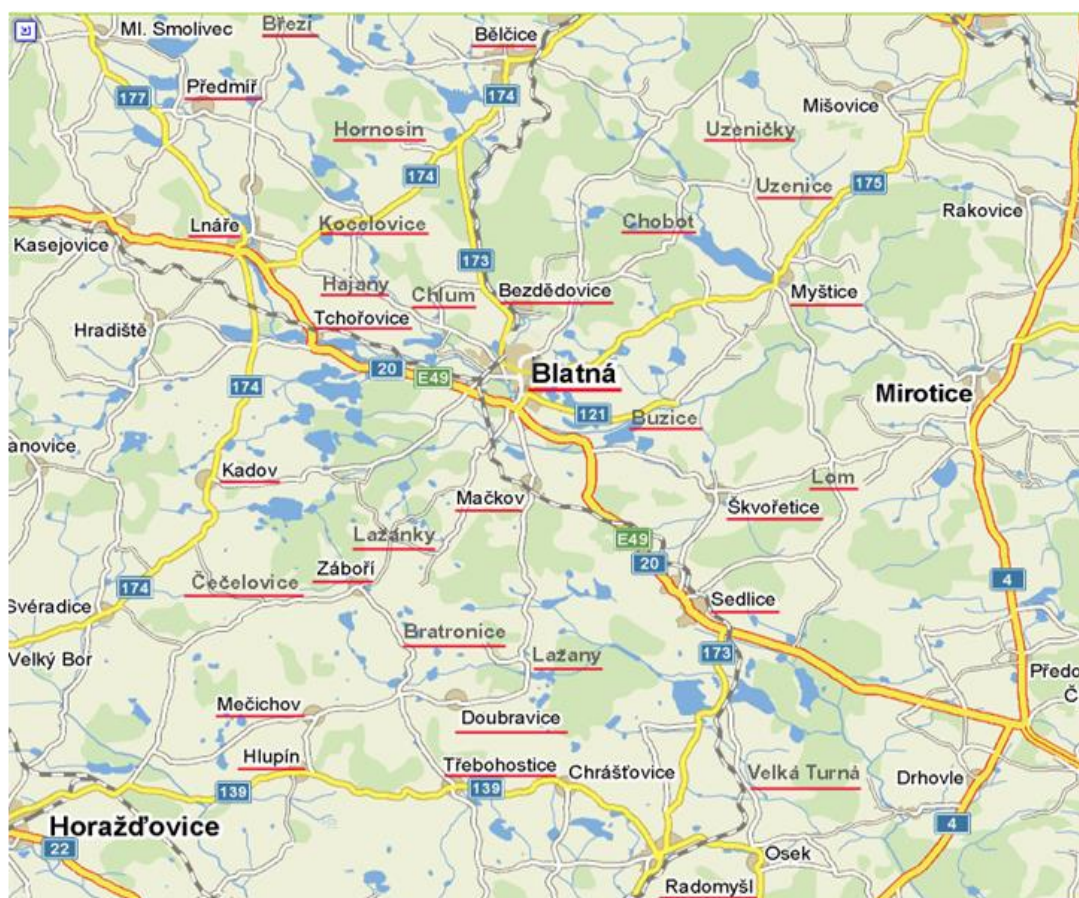 Březí
Ml. Smolivec
Bělčice
Předmíř
177
174
Mišovice
Hornosín
Uzeničky
174
Uzenice
175
Rakovice
Lnáře
Kocelovice
Chobot
Kasejovice
173
Hajany
Chlum
Bezdědovice
Myštice
Tchořovice
Hradiště
20
E49
Blatná
174
Mirotice
121
Buzice
anovice
Kadov
Mačkov
Lom
Škvořetice
Lažánky
E49
20
Záboří
Čečelovice
174
4
Svéradice
Sedlice
Bratronice
Lažany
173
Velký Bor
Předo
Č
Mečichov
Doubravice
Hlupín
Třebohostice
Chrášťovice
Velká Turná
Drhovle
139
139
Horažďovice
4
22
Osek
Radomyšl